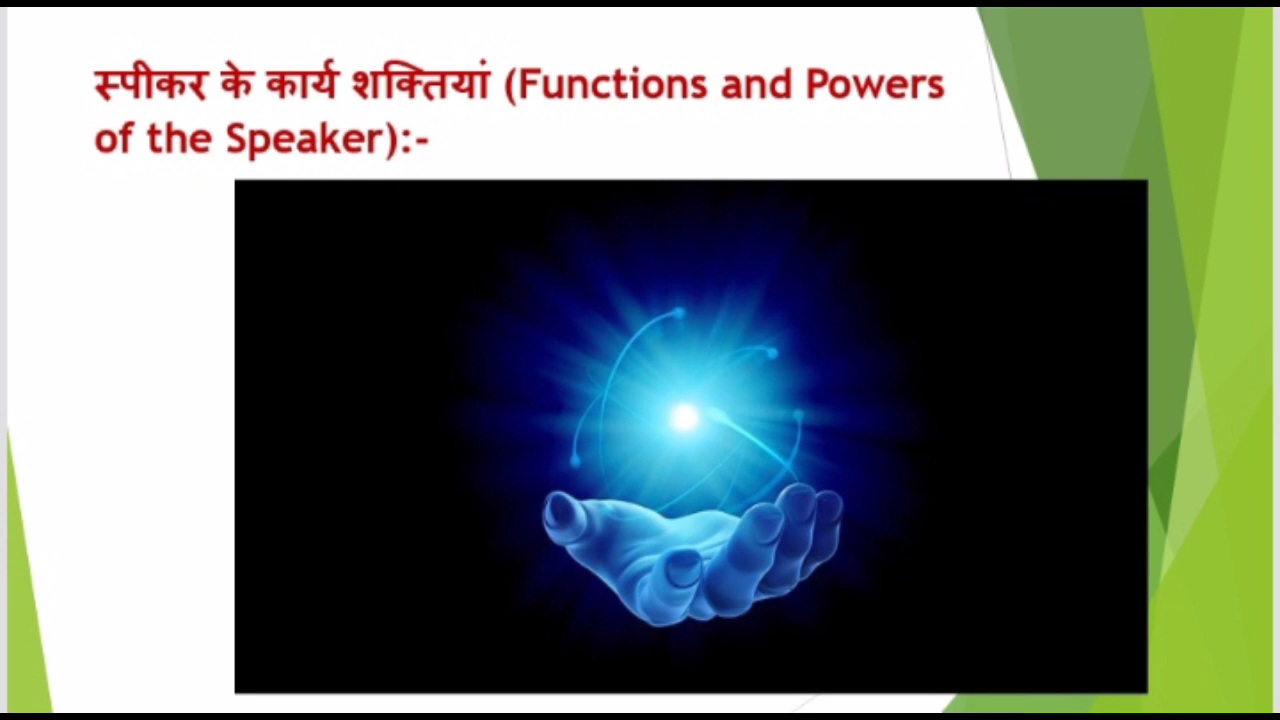 स्पीकर के कार्य शक्तियां (Functions and Powers
of the Speaker):-